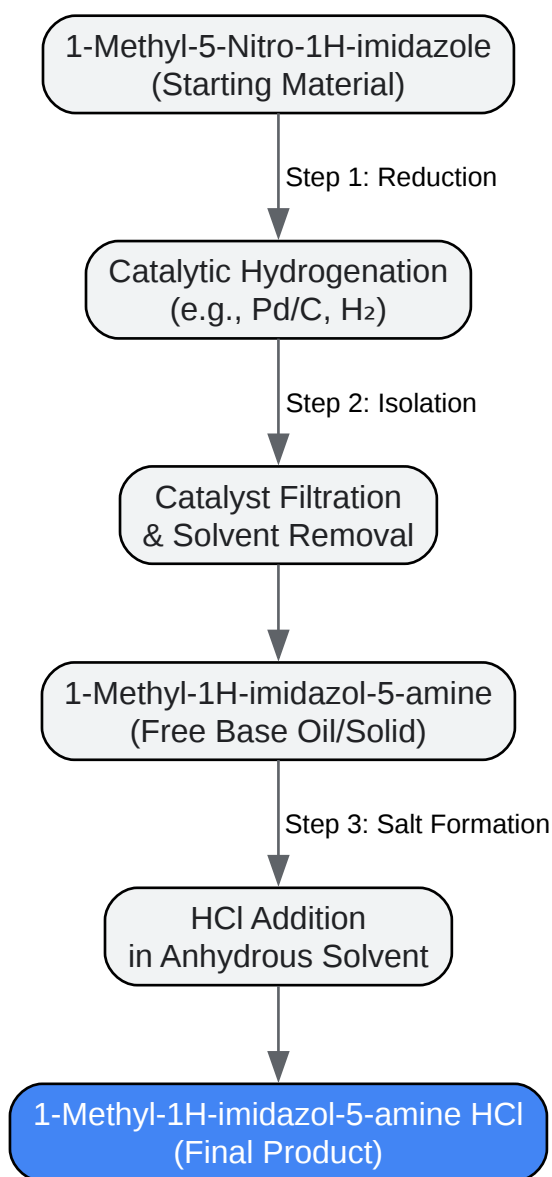 1-Methyl-5-Nitro-1H-imidazole
(Starting Material)
Step 1: Reduction
Catalytic Hydrogenation
(e.g., Pd/C, H₂)
Step 2: Isolation
Catalyst Filtration
& Solvent Removal
1-Methyl-1H-imidazol-5-amine
(Free Base Oil/Solid)
Step 3: Salt Formation
HCl Addition
in Anhydrous Solvent
1-Methyl-1H-imidazol-5-amine HCl
(Final Product)